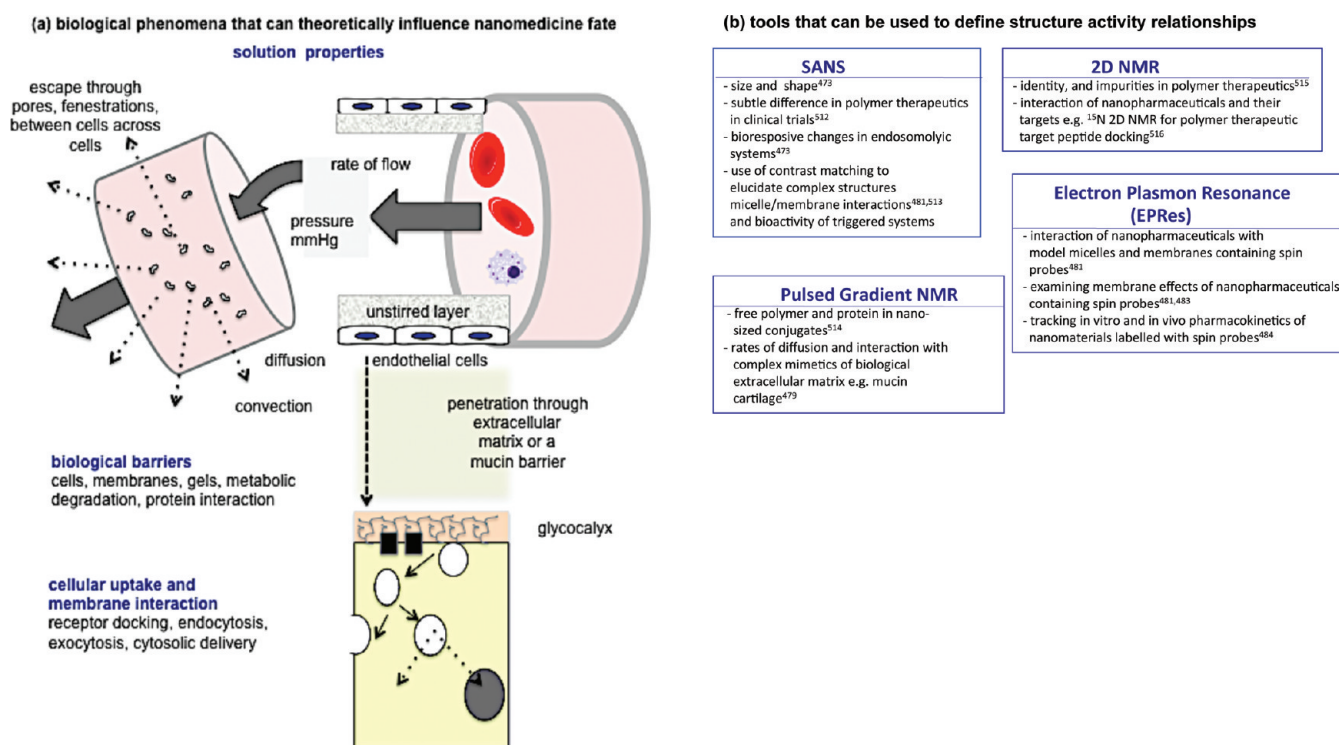 (a) biological phenomena that can theoretically influence nanomedicine fate
solution properties
escape through
pores, fenestrations,
between cells across
cells
rate of flow
pressure
mmHg
unstirred layer
endothelial cells
diffusion
convection
penetration through
extracellular
matrix or a
mucin barrier
biological barriers
cells, membranes, gels, metabolic
degradation, protein interaction
glycocalyx
cellular uptake and
membrane interaction
receptor docking, endocytosis,
exocytosis, cytosolic delivery
(b) tools that can be used to define structure activity relationships
SANS
- size and shape⁴⁷³
- subtle difference in polymer therapeutics
in clinical trials⁵¹²
- bioresposive changes in endosomolyic
systems⁴⁷³
- use of contrast matching to
elucidate complex structures
micelle/membrane interactions⁴⁸¹,⁵¹³
and bioactivity of triggered systems
2D NMR
- identity, and impurities in polymer therapeutics⁵¹⁵
- interaction of nanopharmaceuticals and their
targets e.g. ¹⁵N 2D NMR for polymer therapeutic
target peptide docking⁵¹⁶
Electron Plasmon Resonance
(EPRes)
- interaction of nanopharmaceuticals with
model micelles and membranes containing spin
probes⁴⁸¹
- examining membrane effects of nanopharmaceuticals
containing spin probes⁴⁸¹,⁴⁸³
- tracking in vitro and in vivo pharmacokinetics of
nanomaterials labelled with spin probes⁴⁸⁴
Pulsed Gradient NMR
- free polymer and protein in nano-
sized conjugates⁵¹⁴
- rates of diffusion and interaction with
complex mimetics of biological
extracellular matrix e.g. mucin
cartilage⁴⁷⁹